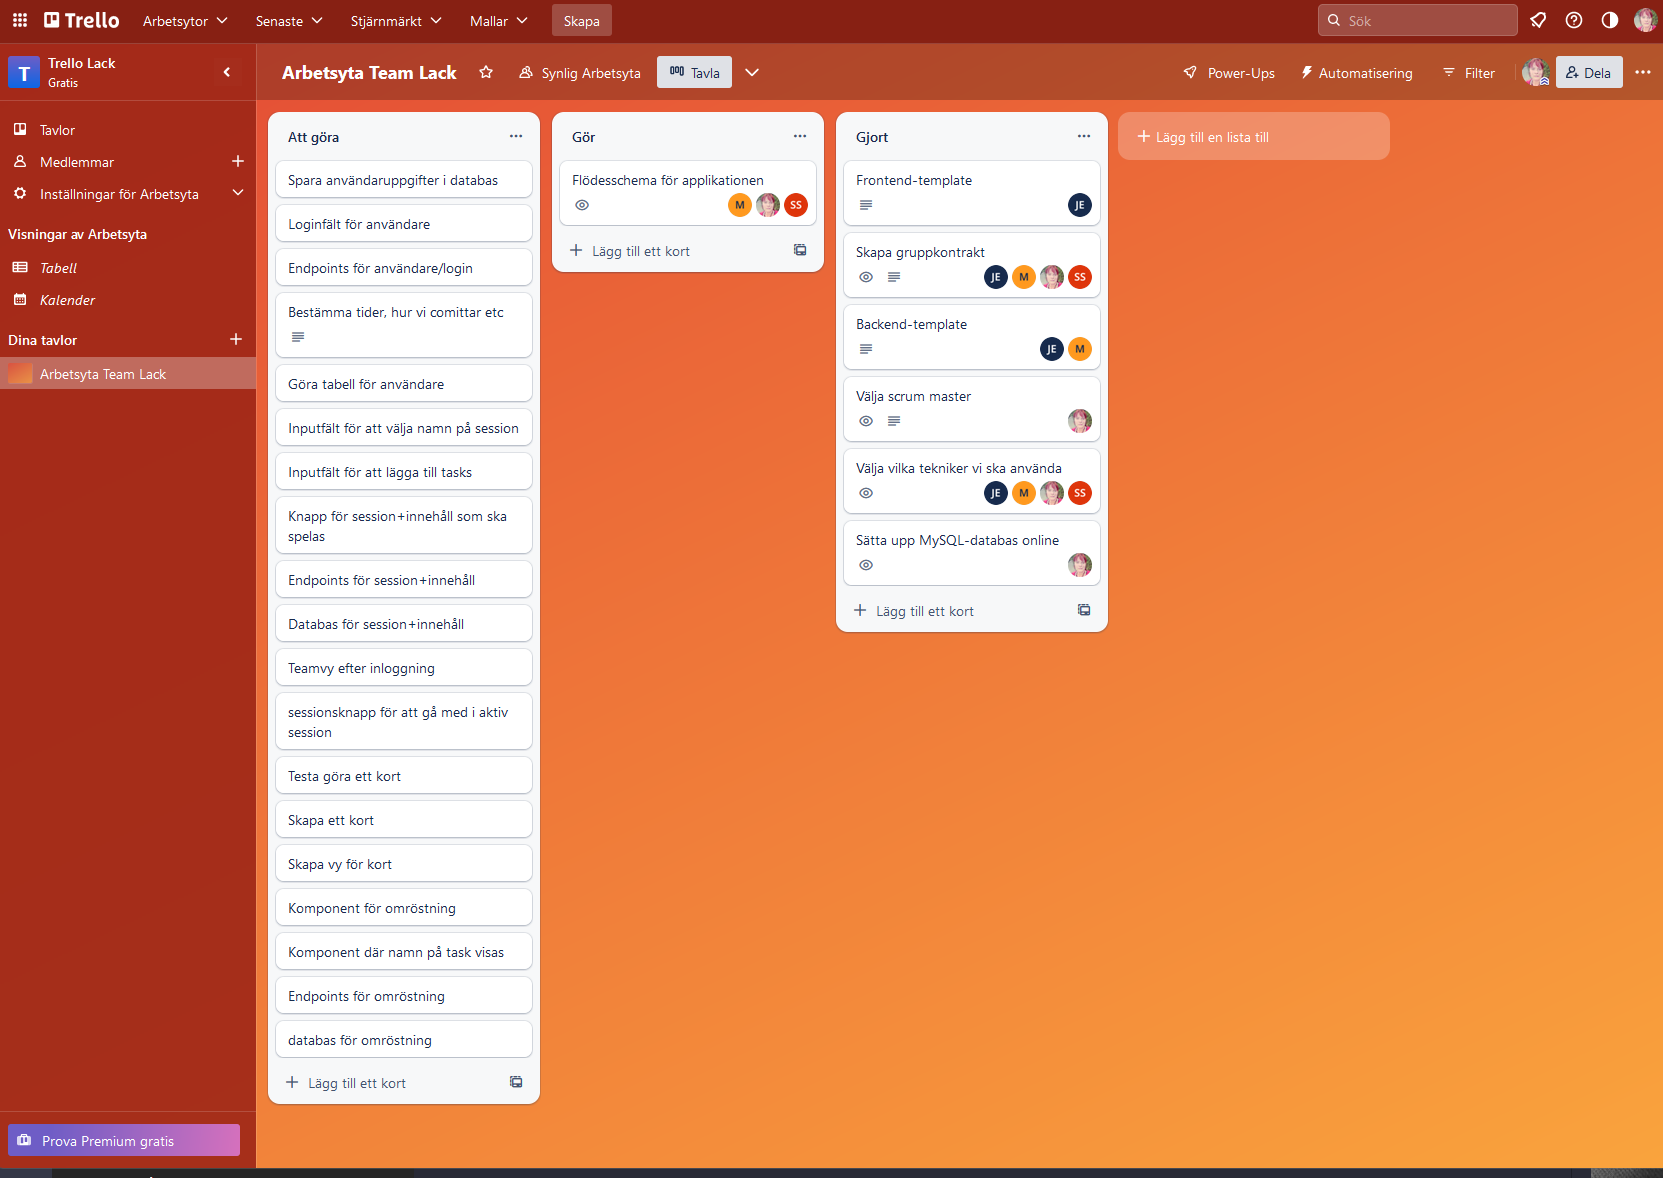 Trello
Arbetsytor
Senaste
Stjärnmärkt
Mallar
Skapa
Sök
T
Trello Lack
Gratis
Arbetsyta Team Lack
Synlig Arbetsyta
Tavla
Power-Ups
Automatisering
Filter
Dela
Tavlor
Medlemmar
Inställningar för Arbetsyta
Visningar av Arbetsyta
Tabell
Kalender
Dina tavlor
Arbetsyta Team Lack
Prova Premium gratis
Att göra
Spara användaruppgifter i databas
Loginfält för användare
Endpoints för användare/login
Bestämma tider, hur vi comittar etc
Göra tabell för användare
Inputfält för att välja namn på session
Inputfält för att lägga till tasks
Knapp för session+innehåll som ska
spelas
Endpoints för session+innehåll
Databas för session+innehåll
Teamvy efter inloggning
sessionsknapp för att gå med i aktiv
session
Testa göra ett kort
Skapa ett kort
Skapa vy för kort
Komponent för omröstning
Komponent där namn på task visas
Endpoints för omröstning
databas för omröstning
Lägg till ett kort
Gör
Flödesschema för applikationen
M SS
Lägg till ett kort
Gjort
Frontend-template
JE
Skapa gruppkontrakt
JE M SS
Backend-template
JE M
Välja scrum master
Välja vilka tekniker vi ska använda
JE M SS
Sätta upp MySQL-databas online
Lägg till ett kort
Lägg till en lista till